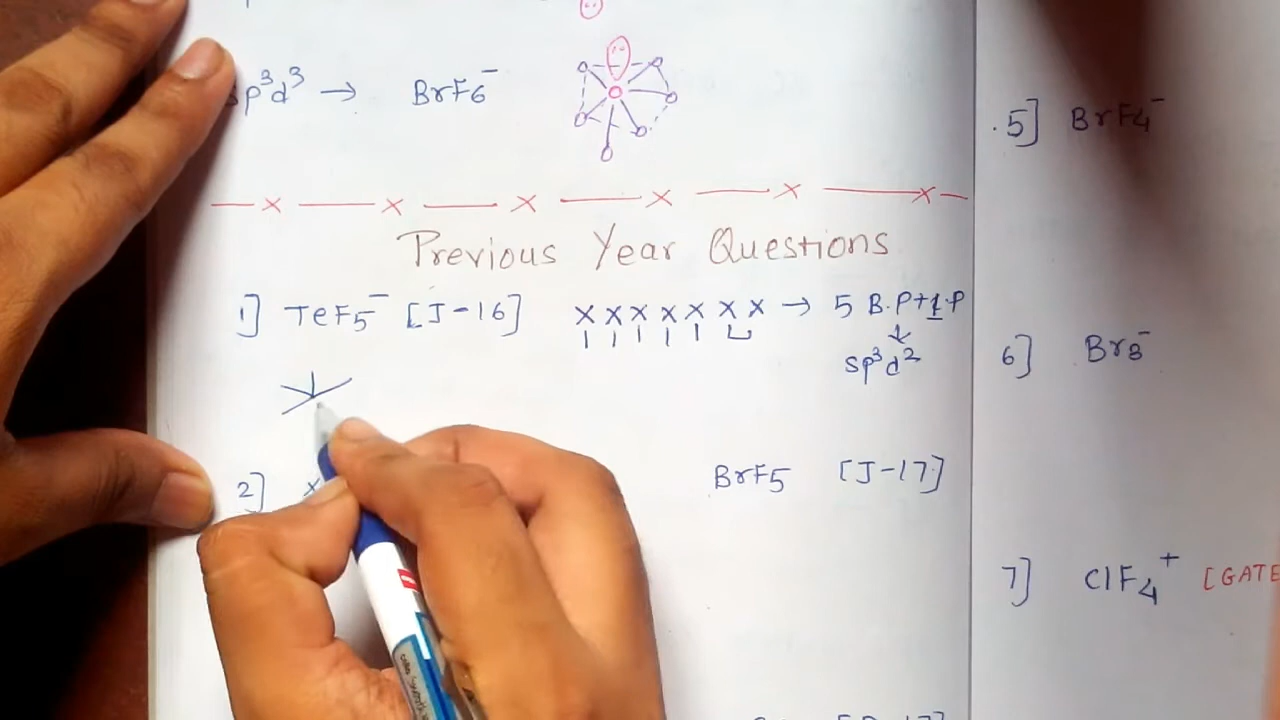 p³d³ → BrF6⁻
Previous Year Questions
1] TeF5⁻ [J-16] x x x x x x x → 5 B.P + 1 l.P
sp³d²
2] x BrF5 [J-17]
5] BrF4⁻
6] Br3⁻
7] ClF4⁺ [GATE